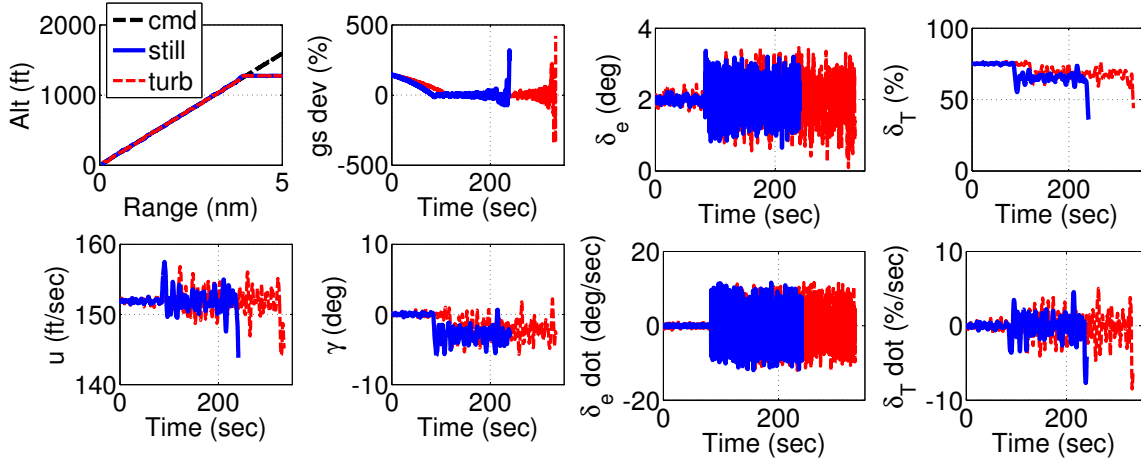 Alt (ft)
2000
1000
0
cmd
still
turb
0
5
Range (nm)
gs dev (%)
500
0
-500
0
200
Time (sec)
δe (deg)
4
2
0
0
200
Time (sec)
δT (%)
100
50
0
0
200
Time (sec)
u (ft/sec)
160
150
140
0
200
Time (sec)
γ (deg)
10
0
-10
0
200
Time (sec)
δe dot (deg/sec)
20
0
-20
0
200
Time (sec)
δT dot (%/sec)
10
0
-10
0
200
Time (sec)